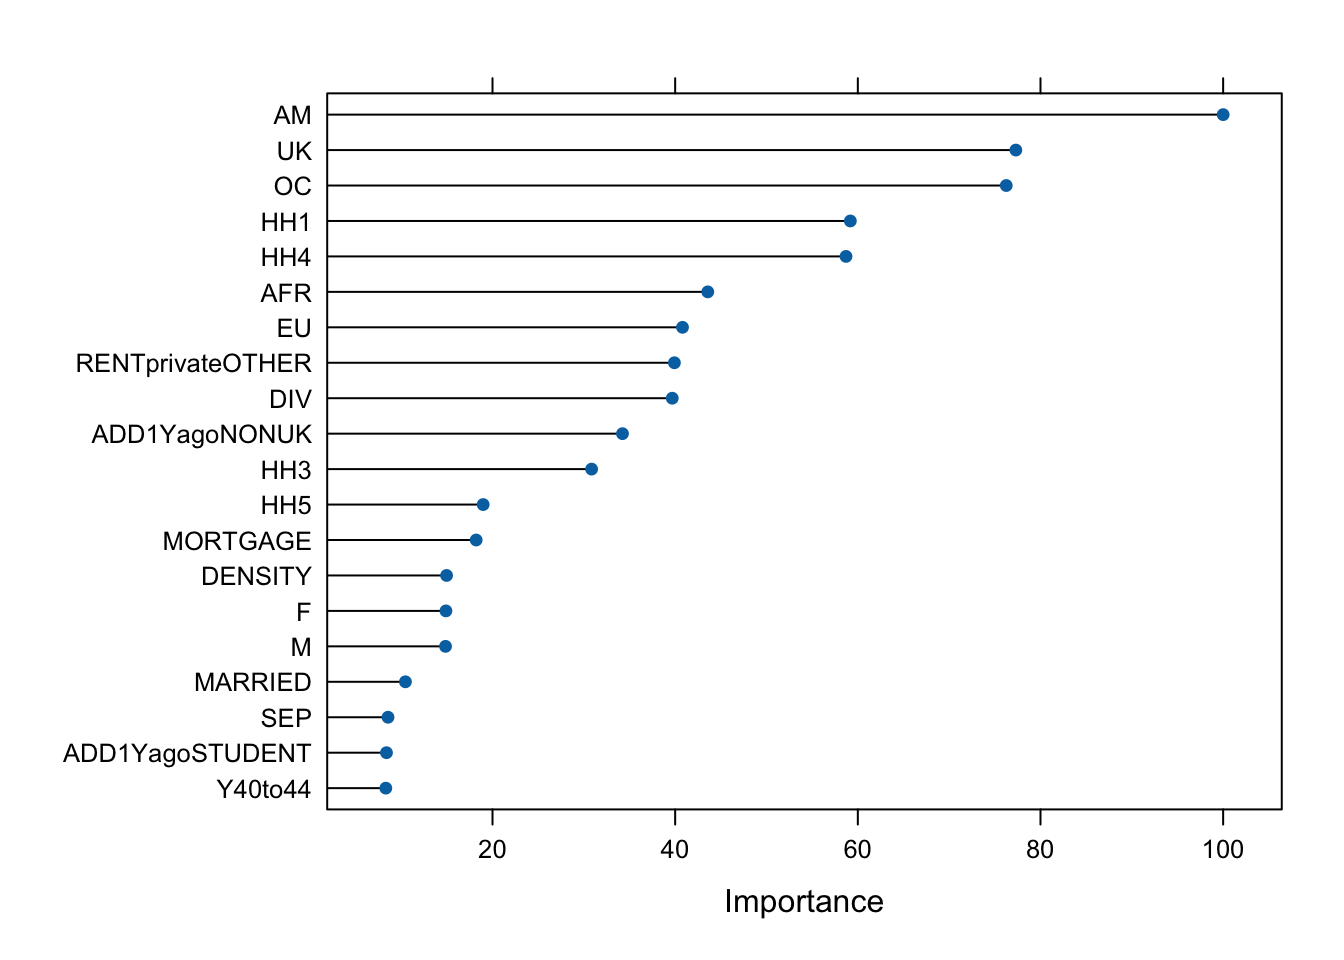 AM
UK
OC
HH1
HH4
AFR
EU
RENTprivateOTHER
DIV
ADD1YagoNONUK
HH3
HH5
MORTGAGE
DENSITY
F
M
MARRIED
SEP
ADD1YagoSTUDENT
Y40to44
20 40 60 80 100
Importance